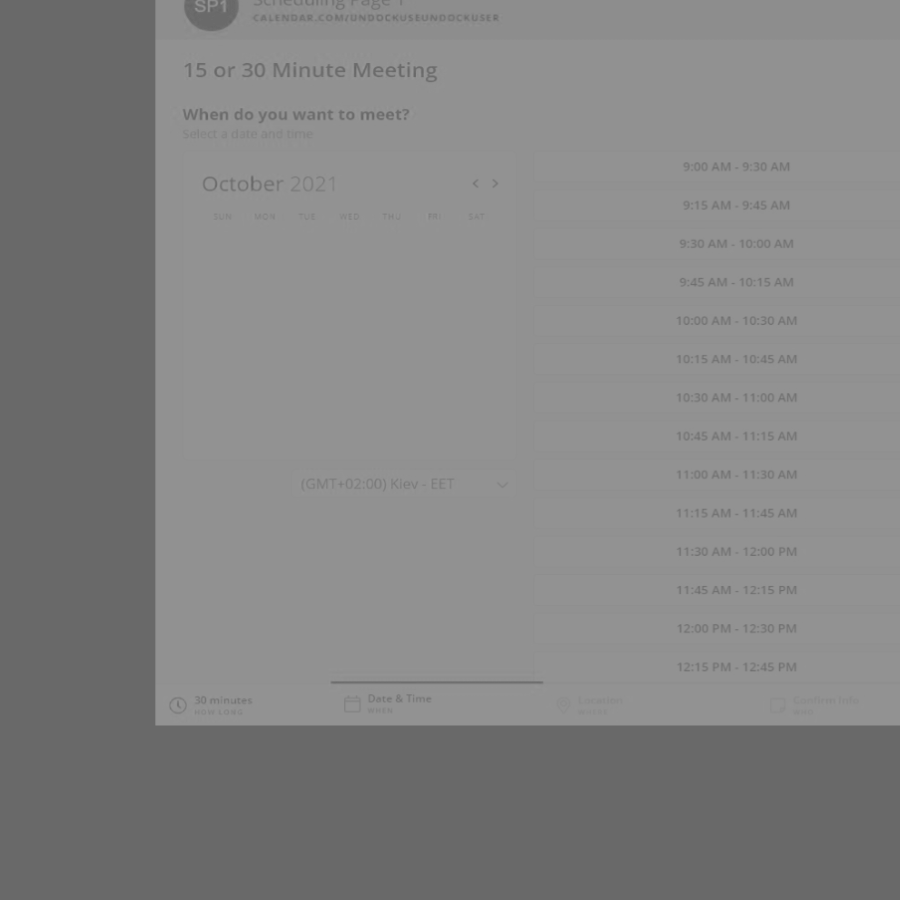 SP1
Scheduling Page 1
CALENDAR.COM/UNDOCKUSEUNDOCKUSER
15 or 30 Minute Meeting
When do you want to meet?
Select a date and time
October 2021
SUN MON TUE WED THU FRI SAT
(GMT+02:00) Kiev - EET
9:00 AM - 9:30 AM
9:15 AM - 9:45 AM
9:30 AM - 10:00 AM
9:45 AM - 10:15 AM
10:00 AM - 10:30 AM
10:15 AM - 10:45 AM
10:30 AM - 11:00 AM
10:45 AM - 11:15 AM
11:00 AM - 11:30 AM
11:15 AM - 11:45 AM
11:30 AM - 12:00 PM
11:45 AM - 12:15 PM
12:00 PM - 12:30 PM
12:15 PM - 12:45 PM
30 minutes
HOW LONG
Date & Time
WHEN
Location
WHERE
Confirm Info
WHO